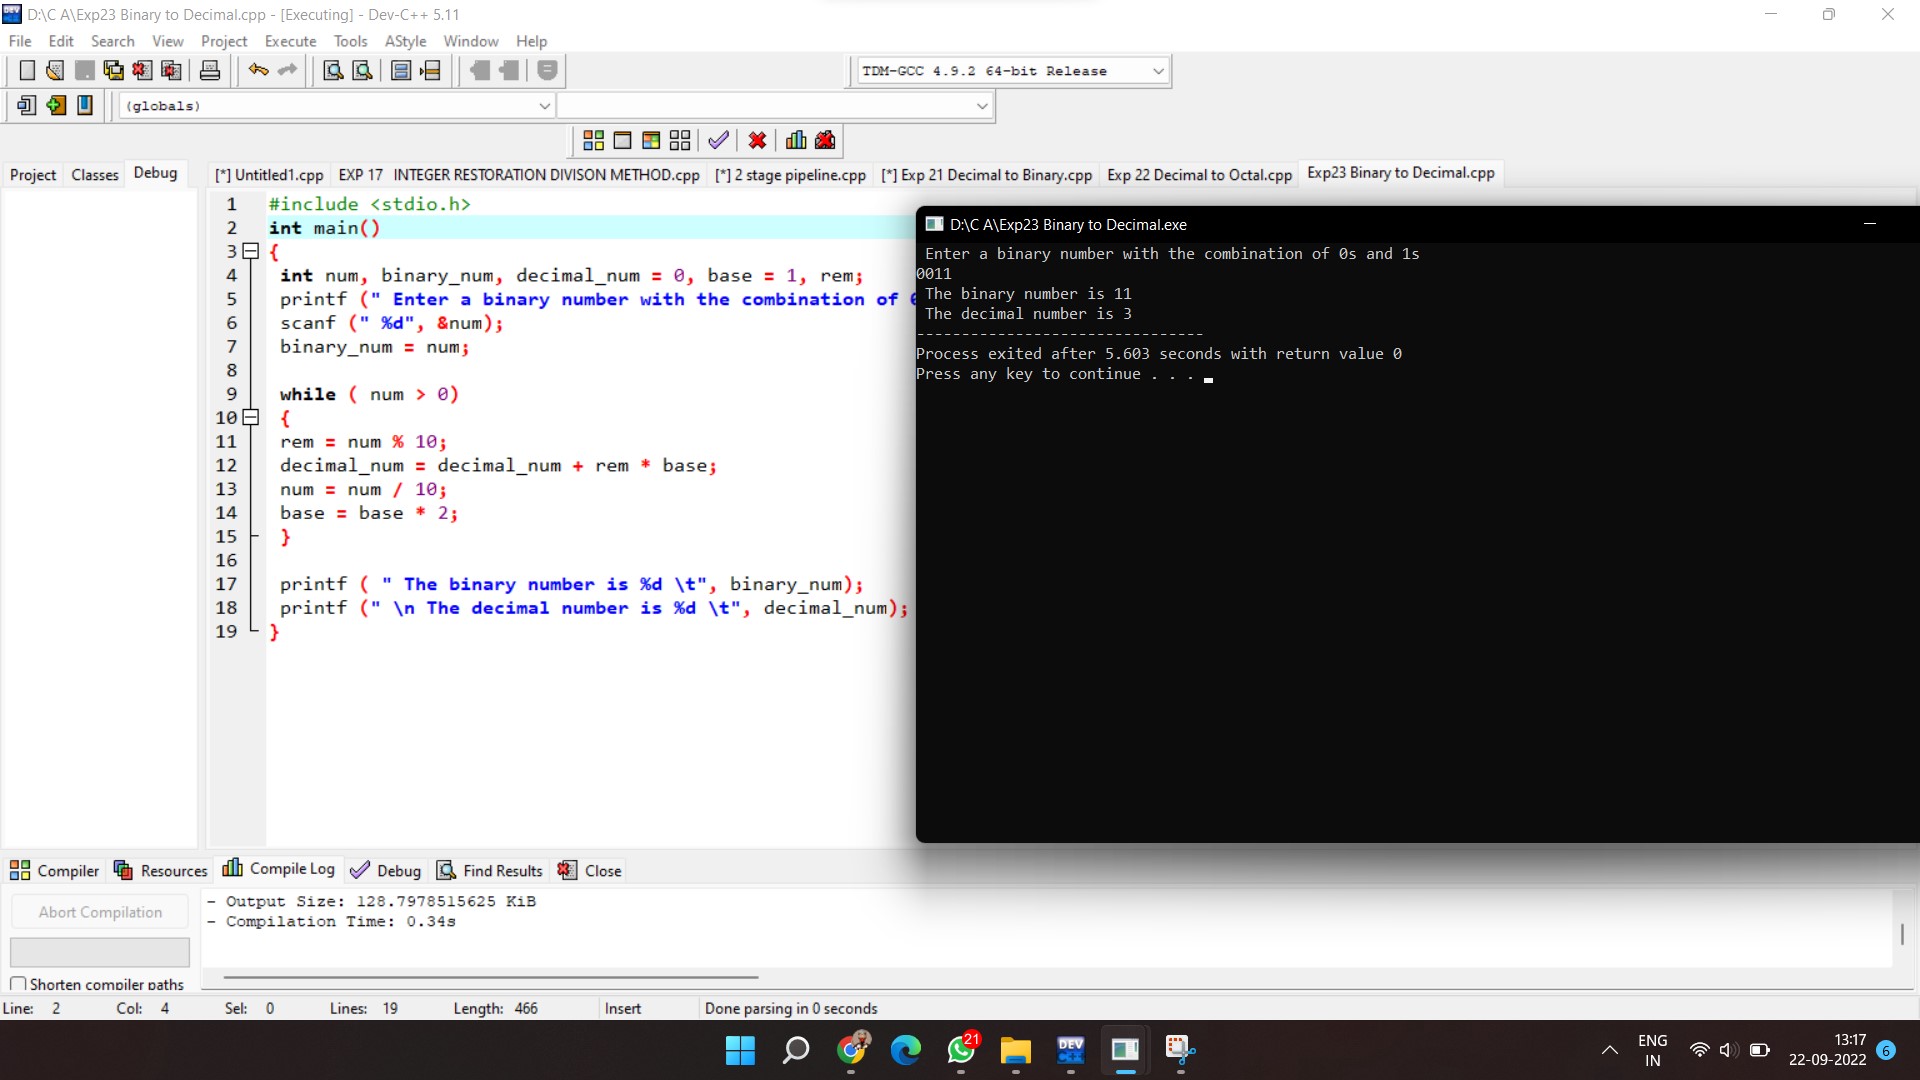 D:\C A\Exp23 Binary to Decimal.cpp - [Executing] - Dev-C++ 5.11
File Edit Search View Project Execute Tools AStyle Window Help
TDM-GCC 4.9.2 64-bit Release
(globals)
Project Classes Debug
[*] Untitled1.cpp EXP 17 INTEGER RESTORATION DIVISON METHOD.cpp [*] 2 stage pipeline.cpp [*] Exp 21 Decimal to Binary.cpp Exp 22 Decimal to Octal.cpp Exp23 Binary to Decimal.cpp
1 #include <stdio.h>
2 int main()
3 {
4 int num, binary_num, decimal_num = 0, base = 1, rem;
5 printf (" Enter a binary number with the combination of
6 scanf (" %d", &num);
7 binary_num = num;
8
9 while ( num > 0)
10 {
11 rem = num % 10;
12 decimal_num = decimal_num + rem * base;
13 num = num / 10;
14 base = base * 2;
15 }
16
17 printf ( " The binary number is %d \t", binary_num);
18 printf (" \n The decimal number is %d \t", decimal_num);
19 }
D:\C A\Exp23 Binary to Decimal.exe
Enter a binary number with the combination of 0s and 1s
0011
The binary number is 11
The decimal number is 3
--------------------------------
Process exited after 5.603 seconds with return value 0
Press any key to continue . . .
Compiler Resources Compile Log Debug Find Results Close
Abort Compilation
- Output Size: 128.7978515625 KiB
- Compilation Time: 0.34s
Shorten compiler paths
Line: 2 Col: 4 Sel: 0 Lines: 19 Length: 466 Insert Done parsing in 0 seconds
21
DEV
C++
ENG
IN
13:17
22-09-2022
6